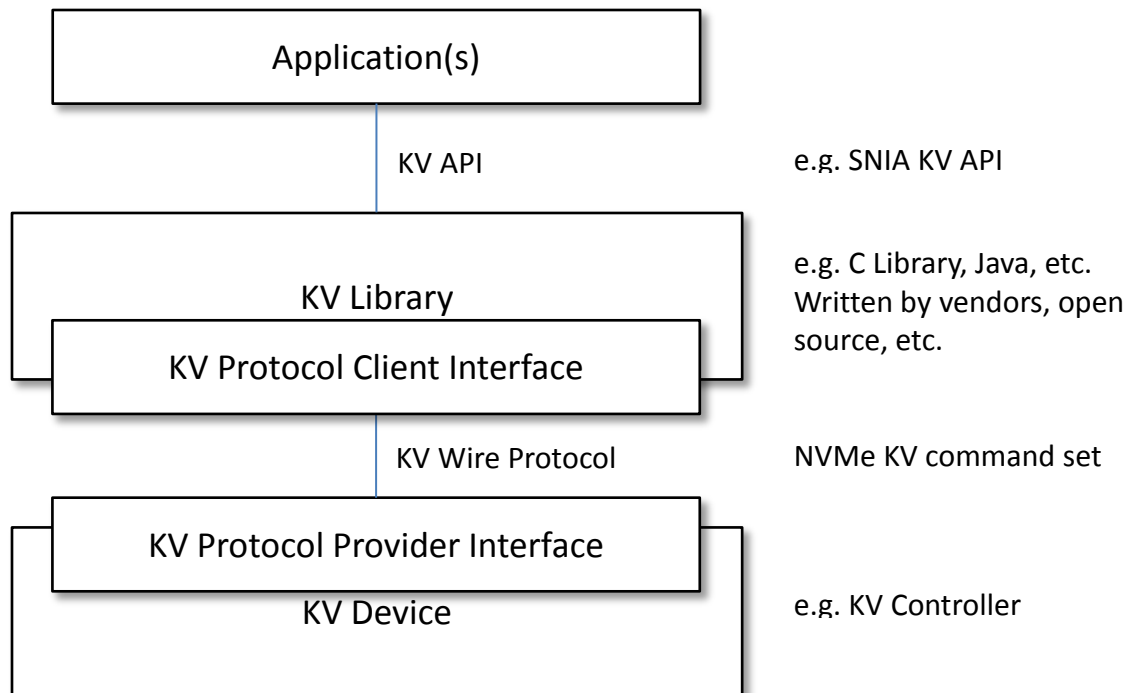 Application(s)
KV API
e.g. SNIA KV API
KV Library
e.g. C Library, Java, etc.
Written by vendors, open
source, etc.
KV Protocol Client Interface
KV Wire Protocol
NVMe KV command set
KV Protocol Provider Interface
KV Device
e.g. KV Controller